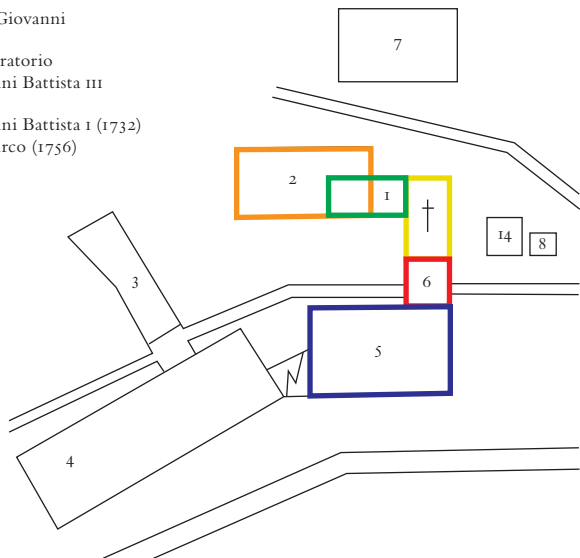 Giovanni
ratorio
ni Battista III
ni Battista I (1732)
rco (1756)
7
2
1
14
8
3
6
5
4